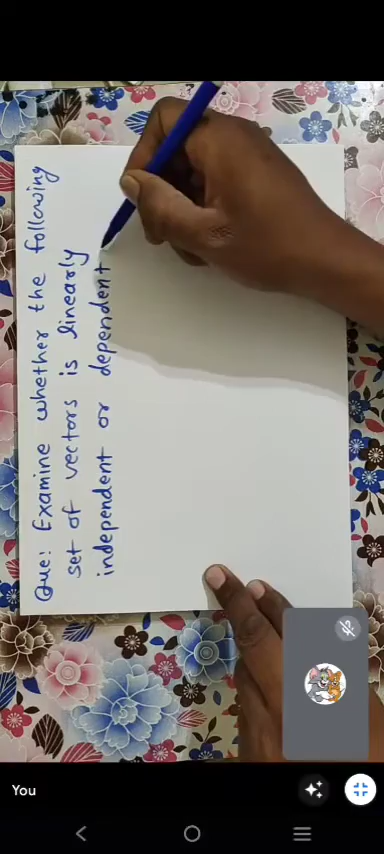 Que: Examine whether the following
set of vectors is linearly
independent or dependent
You